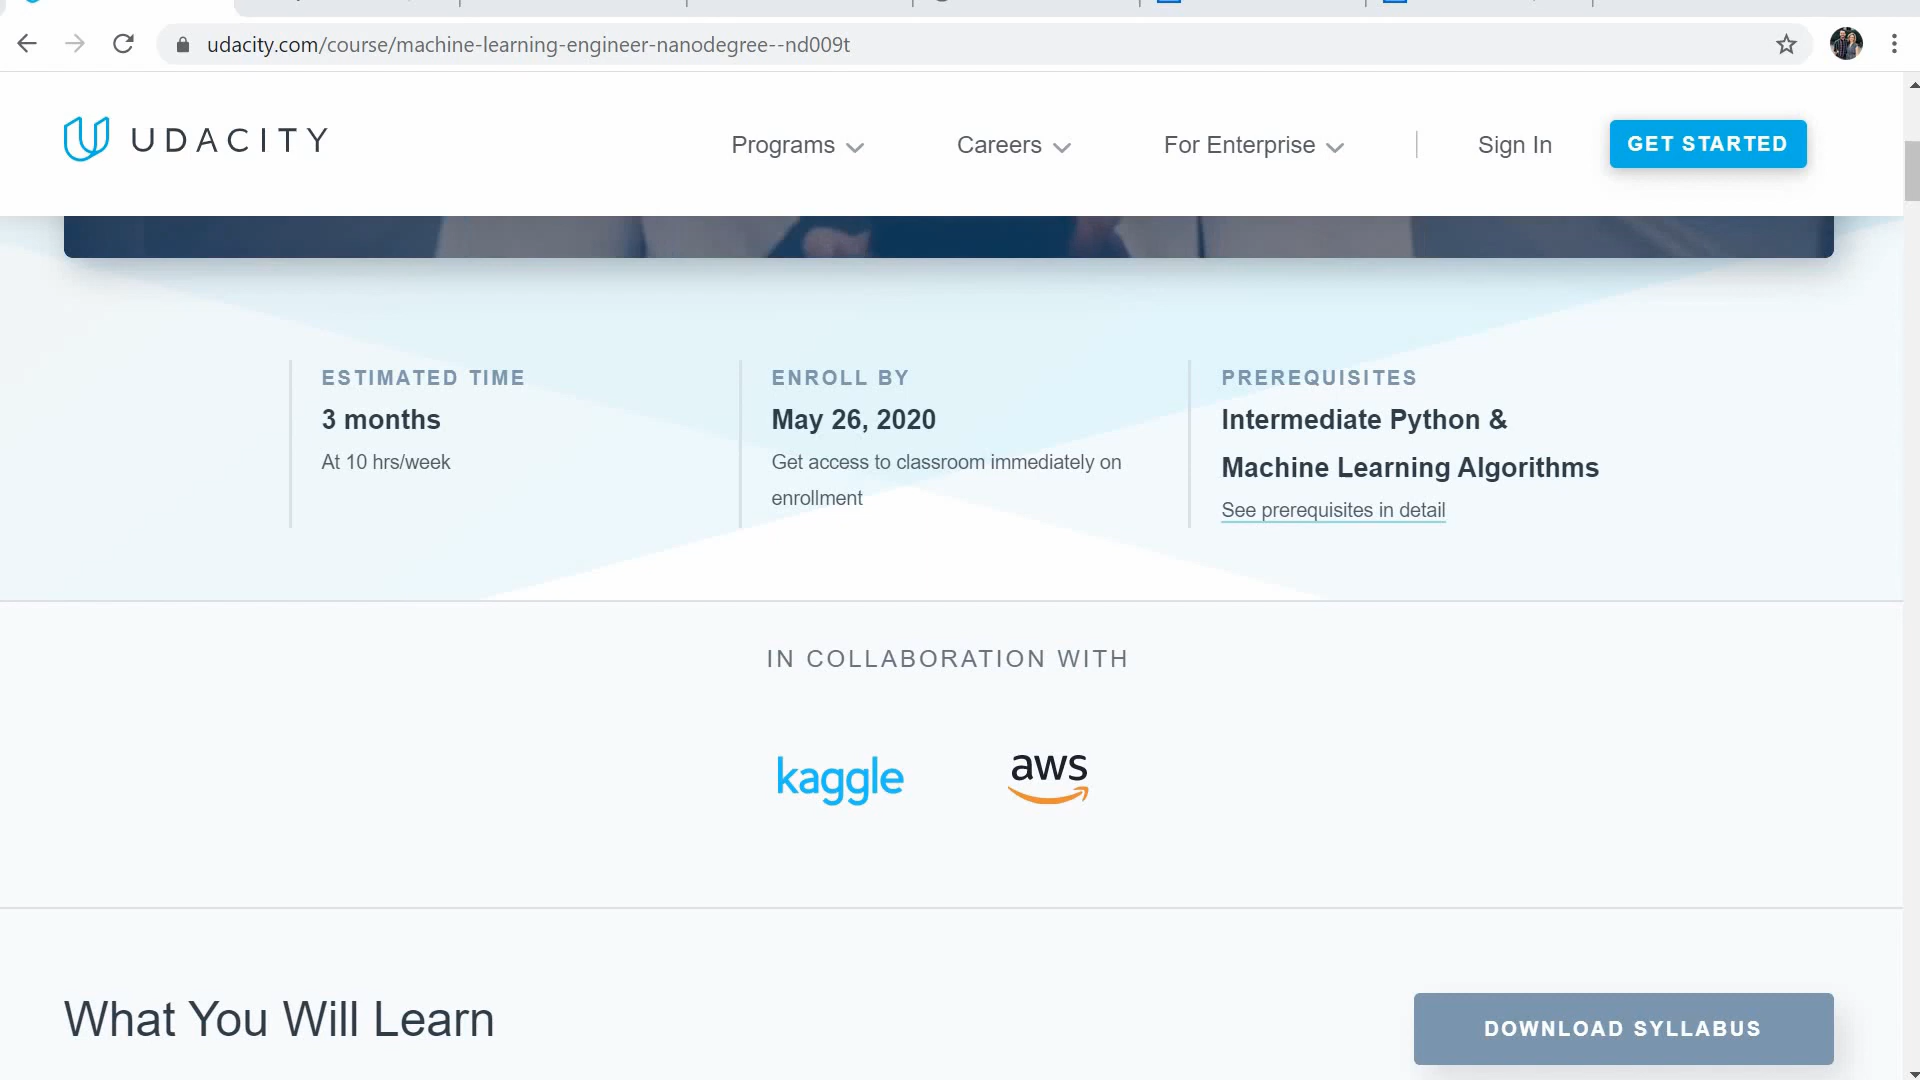 udacity.com/course/machine-learning-engineer-nanodegree--nd009t
UDACITY
Programs
Careers
For Enterprise
Sign In
GET STARTED
ESTIMATED TIME
3 months
At 10 hrs/week
ENROLL BY
May 26, 2020
Get access to classroom immediately on
enrollment
PREREQUISITES
Intermediate Python &
Machine Learning Algorithms
See prerequisites in detail
IN COLLABORATION WITH
kaggle
aws
What You Will Learn
DOWNLOAD SYLLABUS